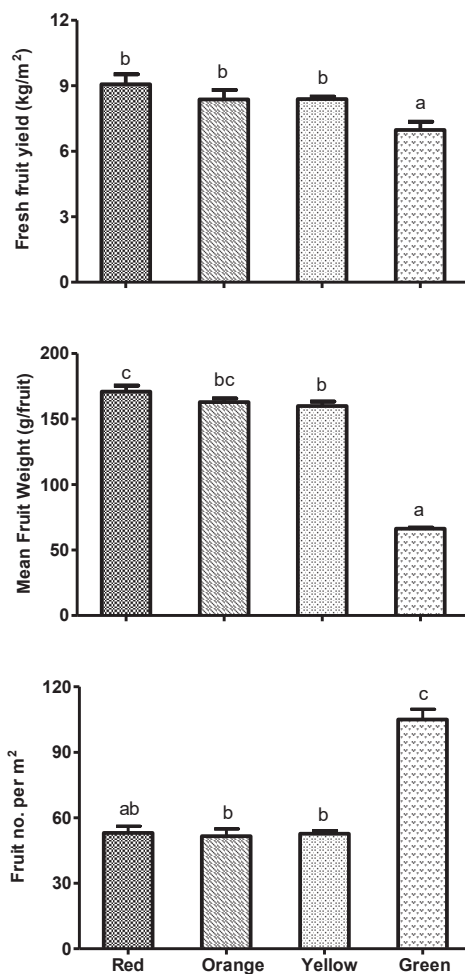 Fresh fruit yield (kg/m²)
12
9
6
3
0
b
b
b
a
Mean Fruit Weight (g/fruit)
200
150
100
50
0
c
bc
b
a
Fruit no. per m²
120
90
60
30
0
ab
b
b
c
Red Orange Yellow Green